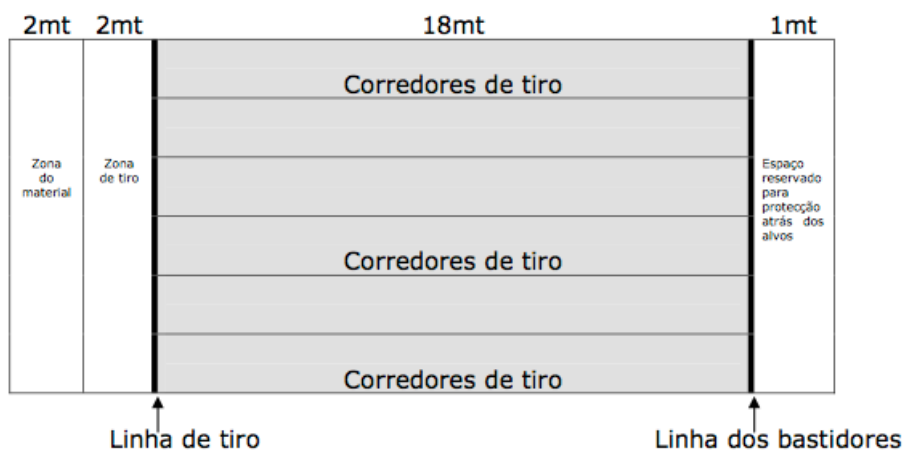 2mt 2mt 18mt 1mt
Corredores de tiro
Zona
do
material
Zona
de tiro
Espaço
reservado
para
protecção
atrás dos
alvos
Corredores de tiro
Corredores de tiro
Linha de tiro
Linha dos bastidores